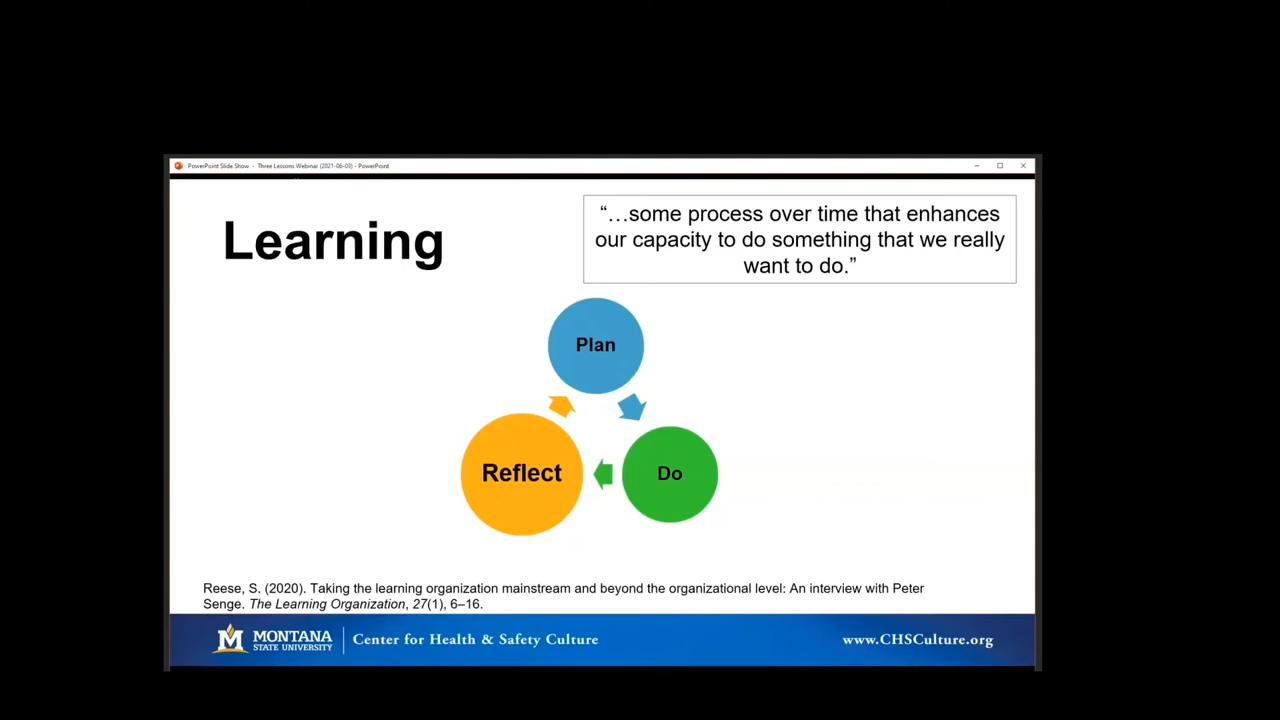 PowerPoint Slide Show - Three Lessons Webinar (2021-06-03) - PowerPoint
Learning
“…some process over time that enhances
our capacity to do something that we really
want to do.”
Plan
Reflect
Do
Reese, S. (2020). Taking the learning organization mainstream and beyond the organizational level: An interview with Peter
Senge. The Learning Organization, 27(1), 6–16.
M MONTANA
STATE UNIVERSITY
Center for Health & Safety Culture
www.CHSCulture.org